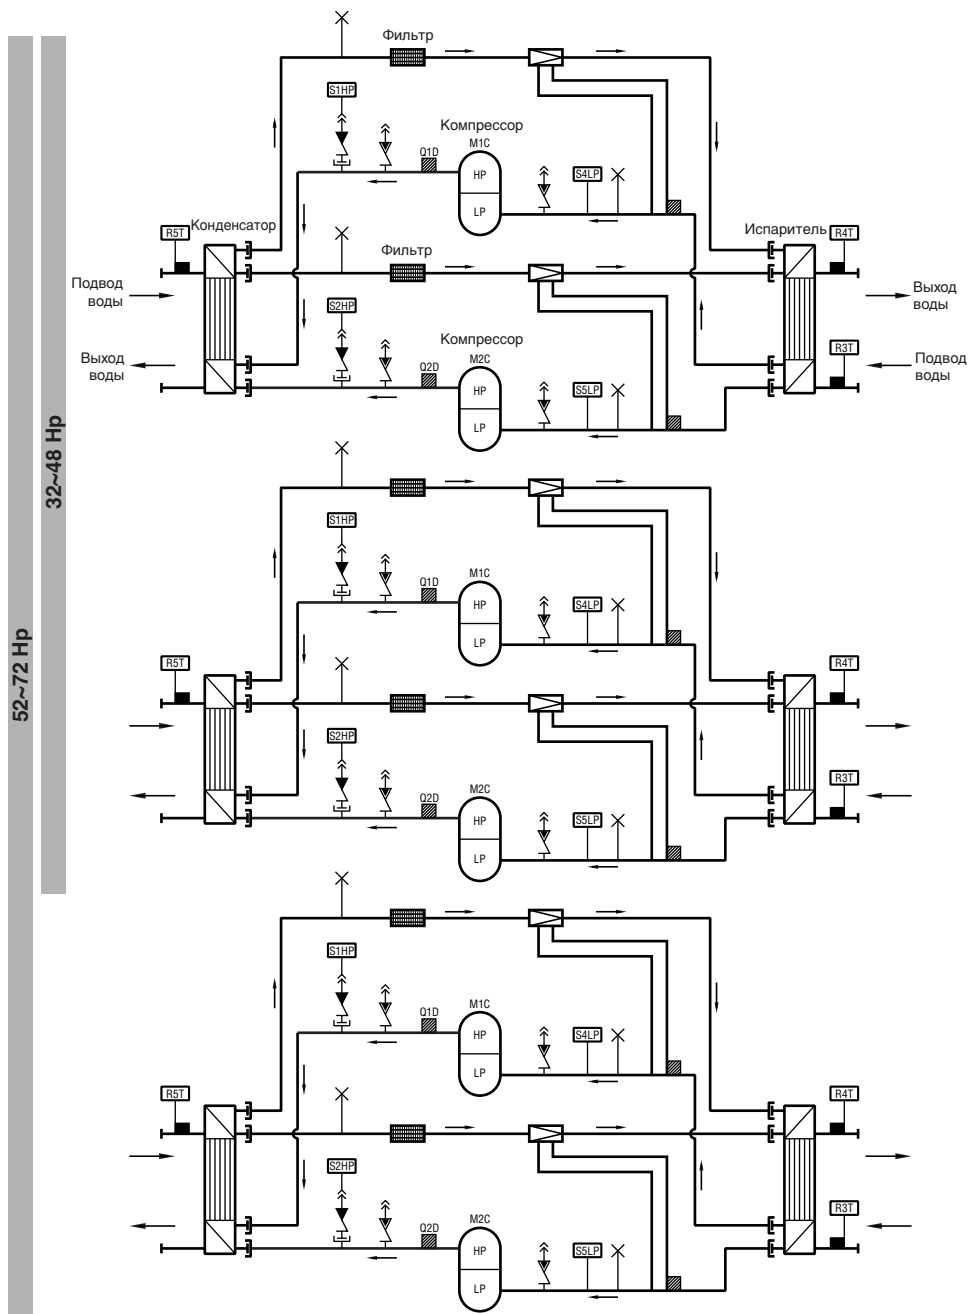 Фильтр
S1HP
Компрессор
M1C
Q1D
HP
S4LP
LP
R5T
Конденсатор
Испаритель
R4T
Фильтр
Подвод
воды
Выход
воды
S2HP
Компрессор
Выход
воды
M2C
R3T
Подвод
воды
Q2D
HP
S5LP
LP
32~48 Hp
S1HP
M1C
Q1D
HP
S4LP
LP
52~72 Hp
R5T
R4T
S2HP
M2C
R3T
Q2D
HP
S5LP
LP
S1HP
M1C
Q1D
HP
S4LP
LP
R5T
R4T
S2HP
M2C
R3T
Q2D
HP
S5LP
LP